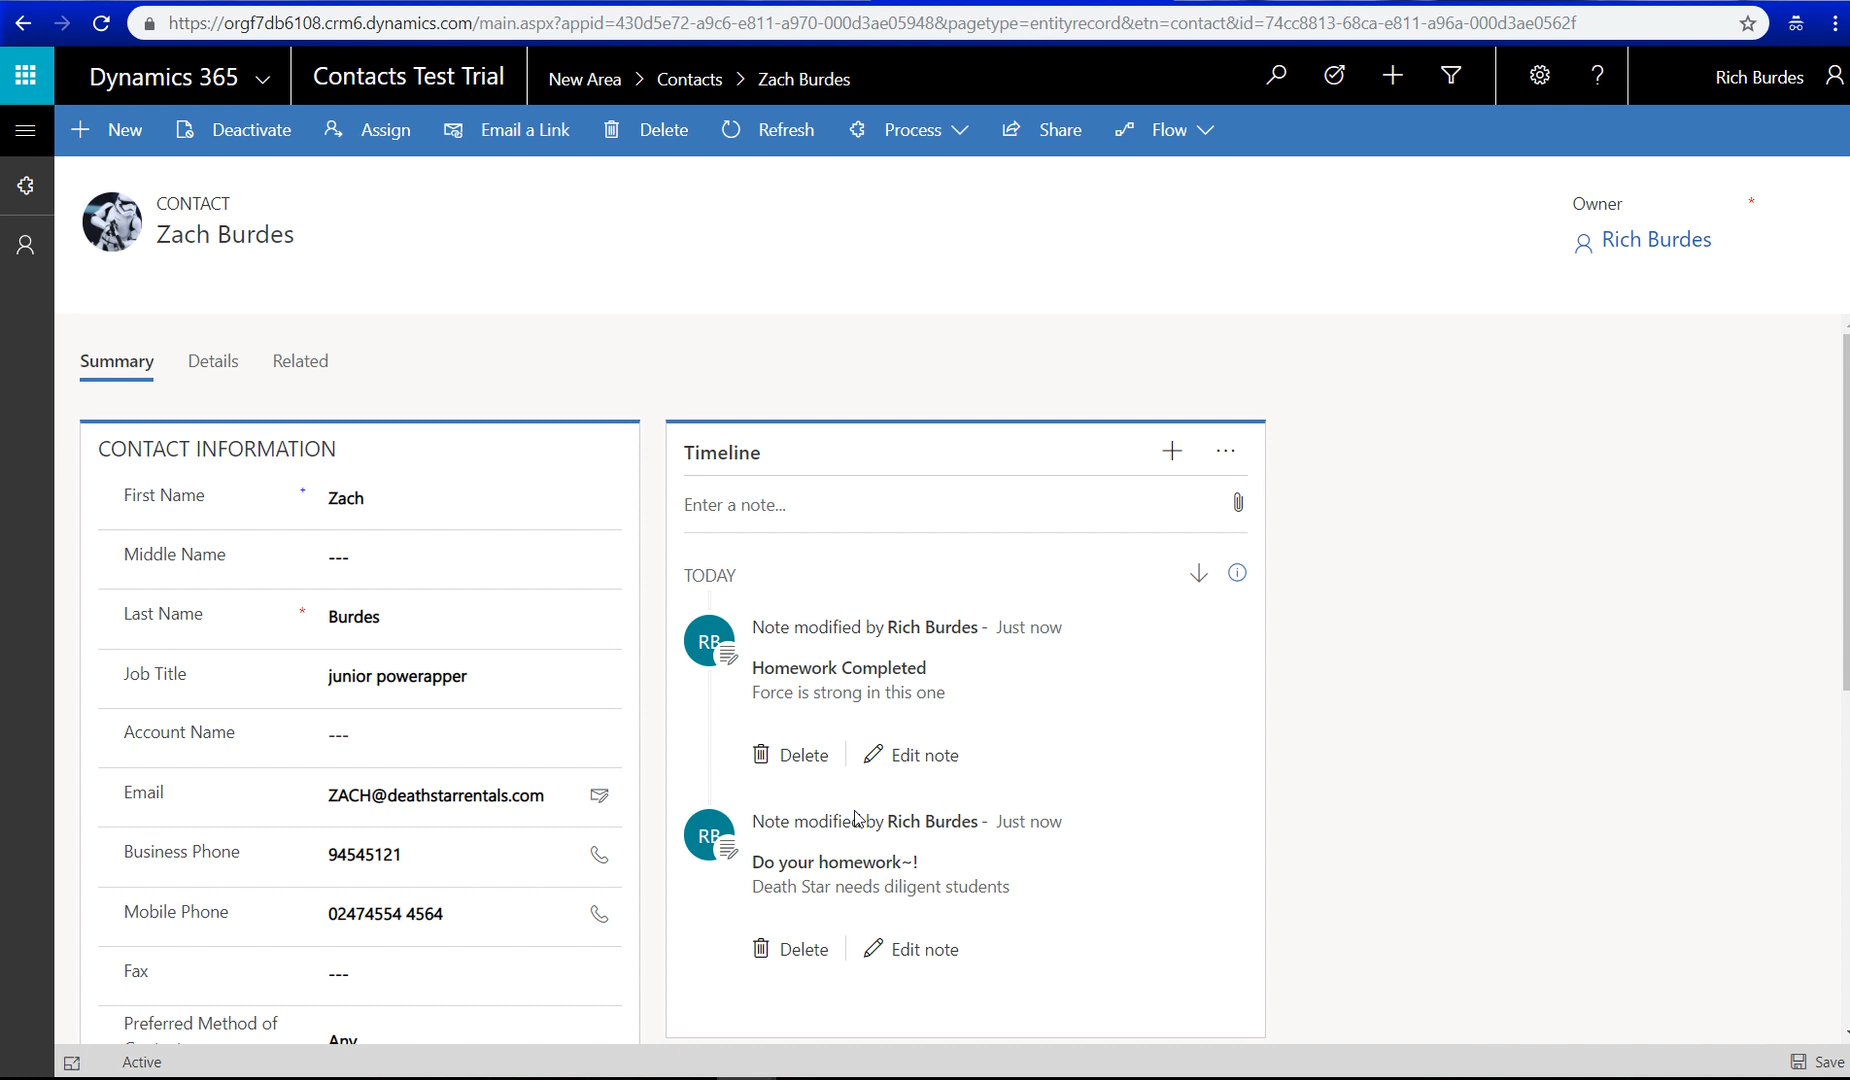 https://orgf7db6108.crm6.dynamics.com/main.aspx?appid=430d5e72-a9c6-e811-a970-000d3ae05948&pagetype=entityrecord&etn=contact&id=74cc8813-68ca-e811-a96a-000d3ae0562f
Dynamics 365 Contacts Test Trial New Area > Contacts > Zach Burdes Rich Burdes
New Deactivate Assign Email a Link Delete Refresh Process Share Flow
CONTACT
Zach Burdes
Owner *
Rich Burdes
Summary Details Related
CONTACT INFORMATION
First Name + Zach
Middle Name ---
Last Name * Burdes
Job Title junior powerapper
Account Name ---
Email ZACH@deathstarrentals.com
Business Phone 94545121
Mobile Phone 02474554 4564
Fax ---
Preferred Method of
Any
Timeline
Enter a note...
TODAY
RB Note modified by Rich Burdes - Just now
Homework Completed
Force is strong in this one
Delete Edit note
RB Note modified by Rich Burdes - Just now
Do your homework~!
Death Star needs diligent students
Delete Edit note
Active Save